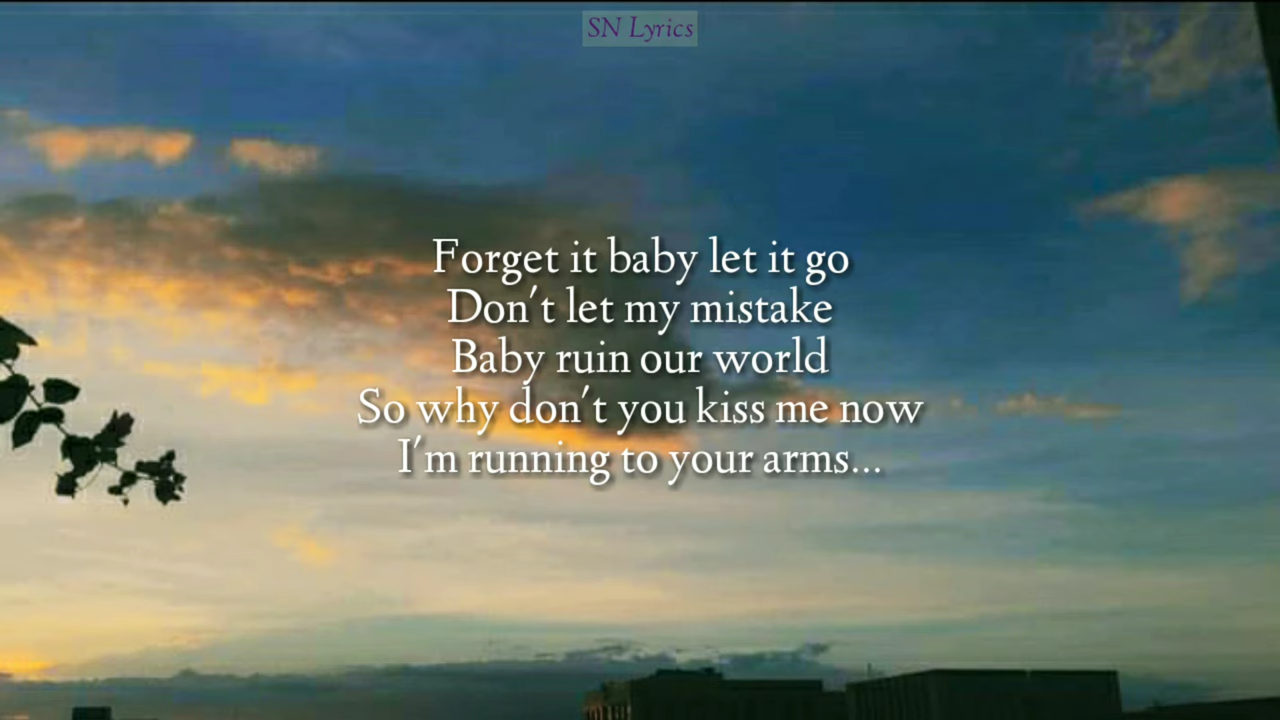 SN Lyrics
Forget it baby let it go
Don't let my mistake
Baby ruin our world
So why don't you kiss me now
I'm running to your arms...